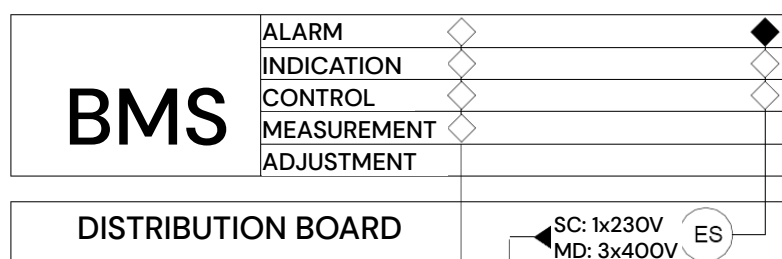 BMS
ALARM
INDICATION
CONTROL
MEASUREMENT
ADJUSTMENT
DISTRIBUTION BOARD
SC: 1x230V
MD: 3x400V
ES